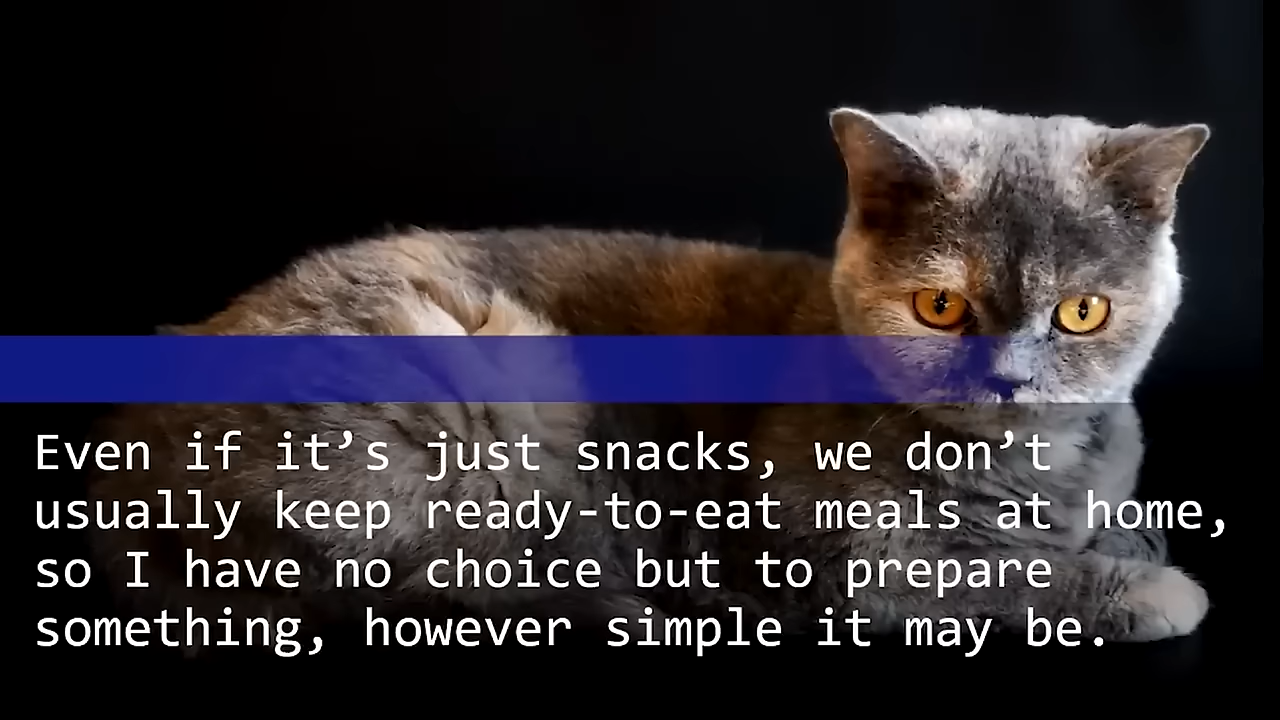 Even if it’s just snacks, we don’t
usually keep ready-to-eat meals at home,
so I have no choice but to prepare
something, however simple it may be.